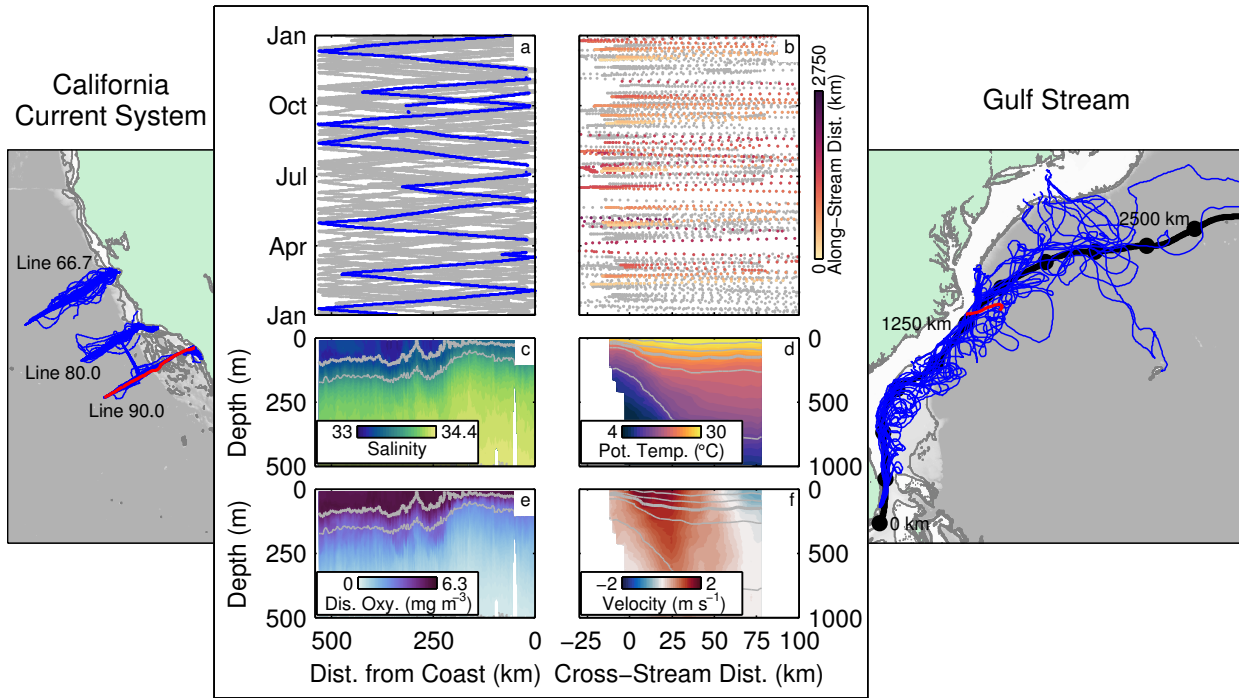 California
Current System
Line 66.7
Line 80.0
Line 90.0
Jan
Oct
Jul
Apr
Jan
a
b
0
2750
Along−Stream Dist. (km)
Depth (m)
0
250
500
c
33
34.4
Salinity
d
4
30
Pot. Temp. (°C)
0
500
1000
Depth (m)
0
250
500
e
0
6.3
Dis. Oxy. (mg m⁻³)
f
−2
2
Velocity (m s⁻¹)
0
500
1000
500
250
0
Dist. from Coast (km)
−25
0
25
50
75
100
Cross−Stream Dist. (km)
Gulf Stream
2500 km
1250 km
0 km